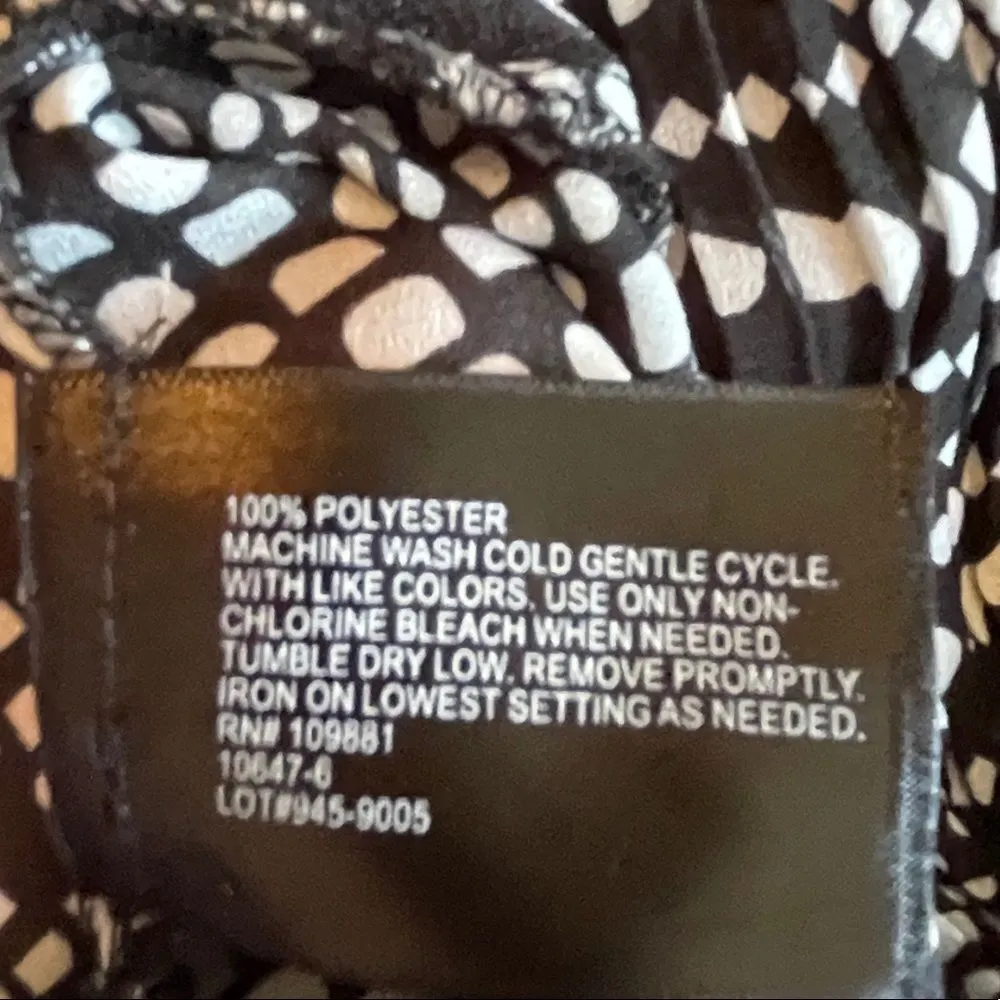 100% POLYESTER
MACHINE WASH COLD GENTLE CYCLE.
WITH LIKE COLORS. USE ONLY NON-
CHLORINE BLEACH WHEN NEEDED.
TUMBLE DRY LOW. REMOVE PROMPTLY.
IRON ON LOWEST SETTING AS NEEDED.
RN# 109881
10647-6
LOT#945-9005